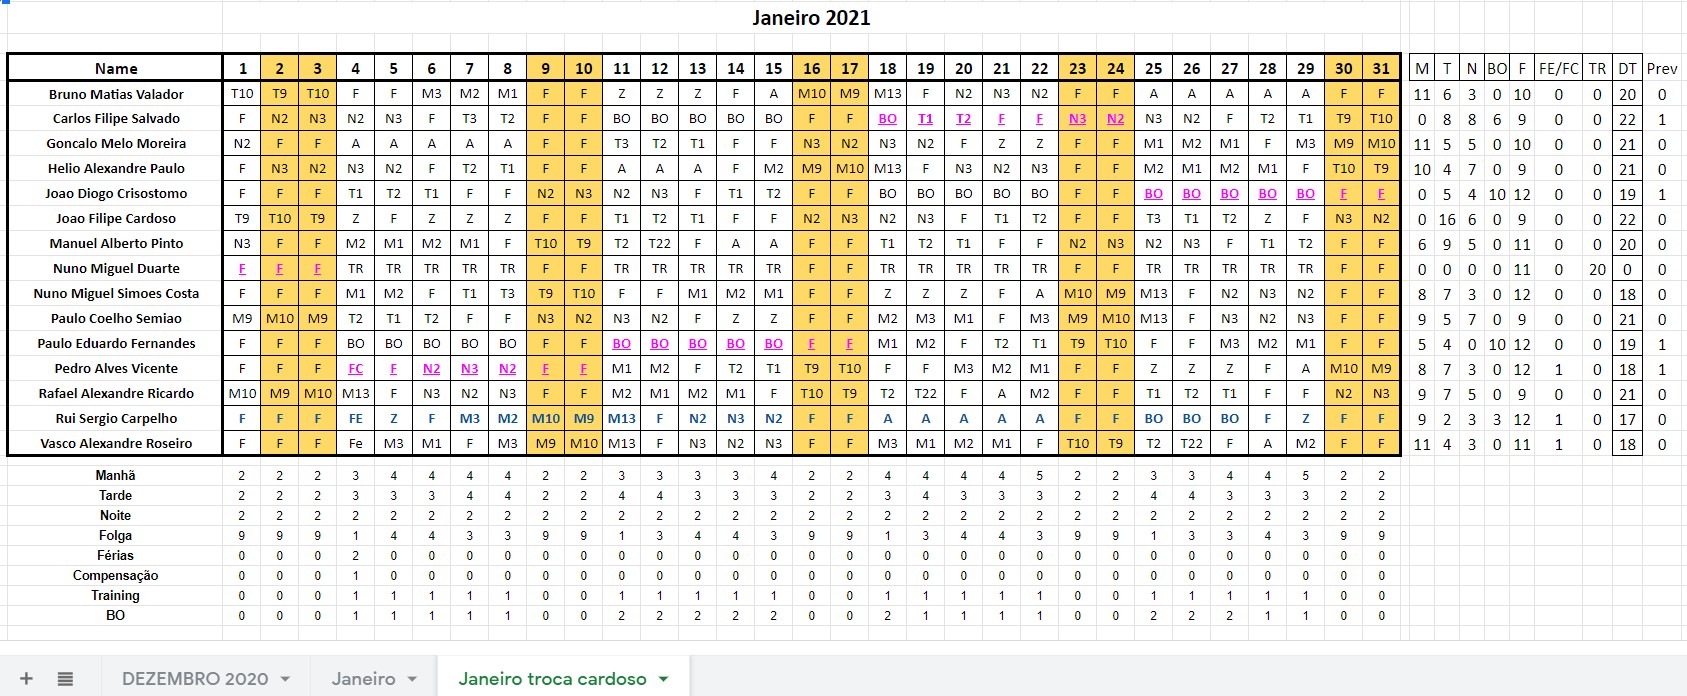 Janeiro 2021
Name 1 2 3 4 5 6 7 8 9 10 11 12 13 14 15 16 17 18 19 20 21 22 23 24 25 26 27 28 29 30 31 M T N BO F FE/FC TR DT Prev
Bruno Matias Valador T10 T9 T10 F F M3 M2 M1 F F Z Z Z F A M10 M9 M13 F N2 N3 N2 F F A A A A A F F 11 6 3 0 10 0 0 20 0
Carlos Filipe Salvado F N2 N3 N2 N3 F T3 T2 F F BO BO BO BO BO F F BO T1 T2 F F N3 N2 N3 N2 F T2 T1 T9 T10 0 8 8 6 9 0 0 22 1
Goncalo Melo Moreira N2 F F A A A A A F F T3 T2 T1 F F N3 N2 N3 N2 F Z Z F F M1 M2 M1 F M3 M9 M10 11 5 5 0 10 0 0 21 0
Helio Alexandre Paulo F N3 N2 N3 N2 F T2 T1 F F A A A F M2 M9 M10 M13 F N3 N2 N3 F F M2 M1 M2 M1 F T10 T9 10 4 7 0 9 0 0 21 0
Joao Diogo Crisostomo F F F T1 T2 T1 F F N2 N3 N2 N3 F T1 T2 F F BO BO BO BO BO F F BO BO BO BO BO F F 0 5 4 10 12 0 0 19 1
Joao Filipe Cardoso T9 T10 T9 Z F Z Z Z F F T1 T2 T1 F F N2 N3 N2 N3 F T1 T2 F F T3 T1 T2 Z F N3 N2 0 16 6 0 9 0 0 22 0
Manuel Alberto Pinto N3 F F M2 M1 M2 M1 F T10 T9 T2 T22 F A A F F T1 T2 T1 F F N2 N3 N2 N3 F T1 T2 F F 6 9 5 0 11 0 0 20 0
Nuno Miguel Duarte F F F TR TR TR TR TR F F TR TR TR TR TR F F TR TR TR TR TR F F TR TR TR TR TR F F 0 0 0 0 11 0 20 0 0
Nuno Miguel Simoes Costa F F F M1 M2 F T1 T3 T9 T10 F F M1 M2 M1 F F Z Z Z F A M10 M9 M13 F N2 N3 N2 F F 8 7 3 0 12 0 0 18 0
Paulo Coelho Semiao M9 M10 M9 T2 T1 T2 F F N3 N2 N3 N2 F Z Z F F M2 M3 M1 F M3 M9 M10 M13 F N3 N2 N3 F F 9 5 7 0 9 0 0 21 0
Paulo Eduardo Fernandes F F F BO BO BO BO BO F F BO BO BO BO BO F F M1 M2 F T2 T1 T9 T10 F F M3 M2 M1 F F 5 4 0 10 12 0 0 19 1
Pedro Alves Vicente F F F FC F N2 N3 N2 F F M1 M2 F T2 T1 T9 T10 F F M3 M2 M1 F F Z Z Z F A M10 M9 8 7 3 0 12 1 0 18 1
Rafael Alexandre Ricardo M10 M9 M10 M13 F N3 N2 N3 F F M2 M1 M2 M1 F T10 T9 T2 T22 F A M2 F F T1 T2 T1 F F N2 N3 9 7 5 0 9 0 0 21 0
Rui Sergio Carpelho F F F FE Z F M3 M2 M10 M9 M13 F N2 N3 N2 F F A A A A A F F BO BO BO F Z F F 9 2 3 3 12 1 0 17 0
Vasco Alexandre Roseiro F F F Fe M3 M1 F M3 M9 M10 M13 F N3 N2 N3 F F M3 M1 M2 M1 F T10 T9 T2 T22 F A M2 F F 11 4 3 0 11 1 0 18 0
Manhã 2 2 2 3 4 4 4 4 2 2 3 3 3 3 4 2 2 4 4 4 4 5 2 2 3 3 4 4 5 2 2
Tarde 2 2 2 3 3 3 4 4 2 2 4 4 3 3 3 2 2 3 4 3 3 3 2 2 4 4 3 3 3 2 2
Noite 2 2 2 2 2 2 2 2 2 2 2 2 2 2 2 2 2 2 2 2 2 2 2 2 2 2 2 2 2 2 2
Folga 9 9 9 1 4 4 3 3 9 9 1 3 4 4 3 9 9 1 3 4 4 3 9 9 1 3 3 4 3 9 9
Férias 0 0 0 2 0 0 0 0 0 0 0 0 0 0 0 0 0 0 0 0 0 0 0 0 0 0 0 0 0 0 0
Compensação 0 0 0 1 0 0 0 0 0 0 0 0 0 0 0 0 0 0 0 0 0 0 0 0 0 0 0 0 0 0 0
Training 0 0 0 1 1 1 1 1 0 0 1 1 1 1 1 0 0 1 1 1 1 1 0 0 1 1 1 1 1 0 0
BO 0 0 0 1 1 1 1 1 0 0 2 2 2 2 2 0 0 2 1 1 1 1 0 0 2 2 2 1 1 0 0
+ DEZEMBRO 2020 Janeiro Janeiro troca cardoso